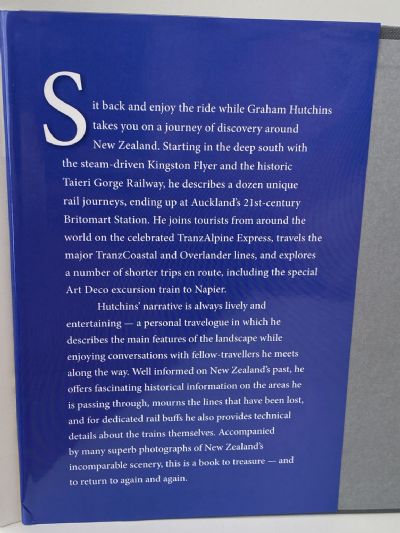 Sit back and enjoy the ride while Graham Hutchins
takes you on a journey of discovery around
New Zealand. Starting in the deep south with
the steam-driven Kingston Flyer and the historic
Taieri Gorge Railway, he describes a dozen unique
rail journeys, ending up at Auckland's 21st-century
Britomart Station. He joins tourists from around the
world on the celebrated TranzAlpine Express, travels the
major TranzCoastal and Overlander lines, and explores
a number of shorter trips en route, including the special
Art Deco excursion train to Napier.
Hutchins' narrative is always lively and
entertaining — a personal travelogue in which he
describes the main features of the landscape while
enjoying conversations with fellow-travellers he meets
along the way. Well informed on New Zealand's past, he
offers fascinating historical information on the areas he
is passing through, mourns the lines that have been lost,
and for dedicated rail buffs he also provides technical
details about the trains themselves. Accompanied
by many superb photographs of New Zealand's
incomparable scenery, this is a book to treasure — and
to return to again and again.